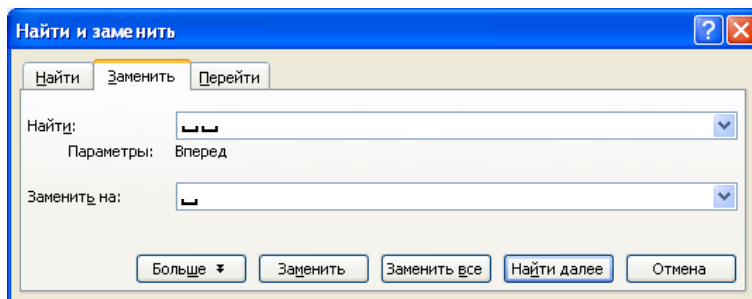 Найти и заменить
Найти Заменить Перейти
Найти: ␣␣
Параметры: Вперед
Заменить на: ␣
Больше Заменить Заменить все Найти далее Отмена